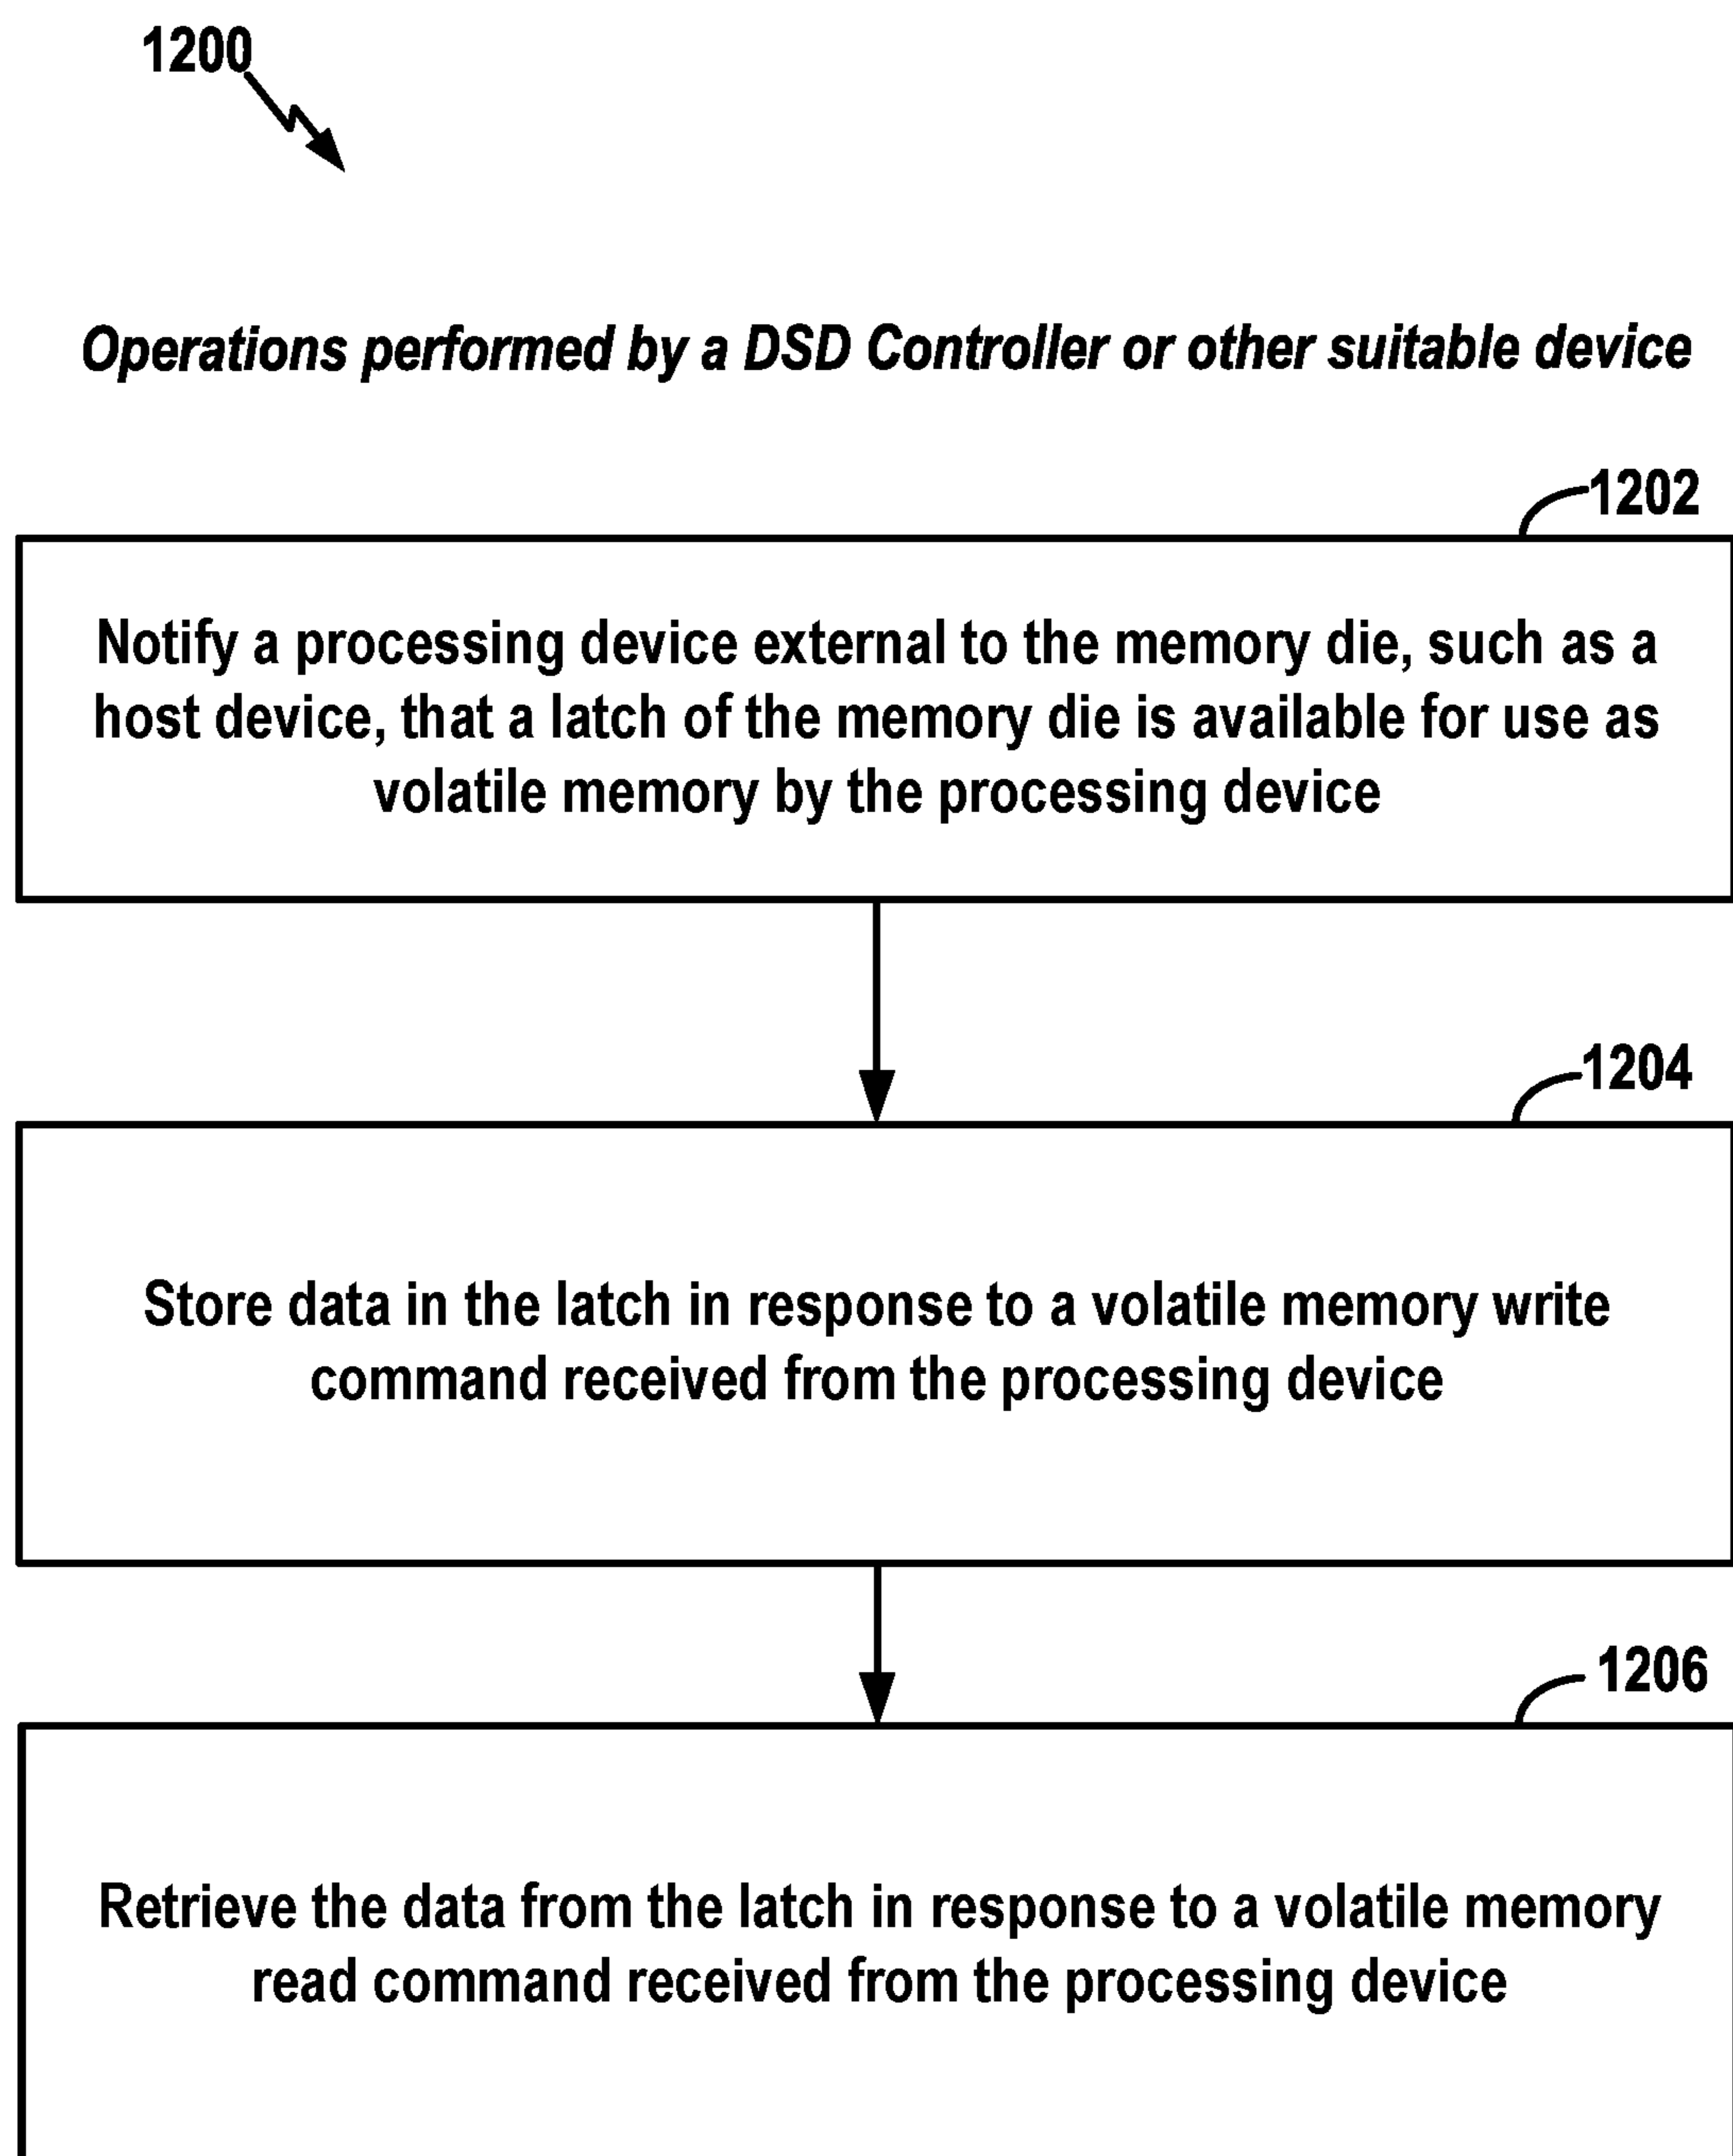 1200
Operations performed by a DSD Controller or other suitable device
1202
Notify a processing device external to the memory die, such as a
host device, that a latch of the memory die is available for use as
volatile memory by the processing device
1204
Store data in the latch in response to a volatile memory write
command received from the processing device
1206
Retrieve the data from the latch in response to a volatile memory
read command received from the processing device